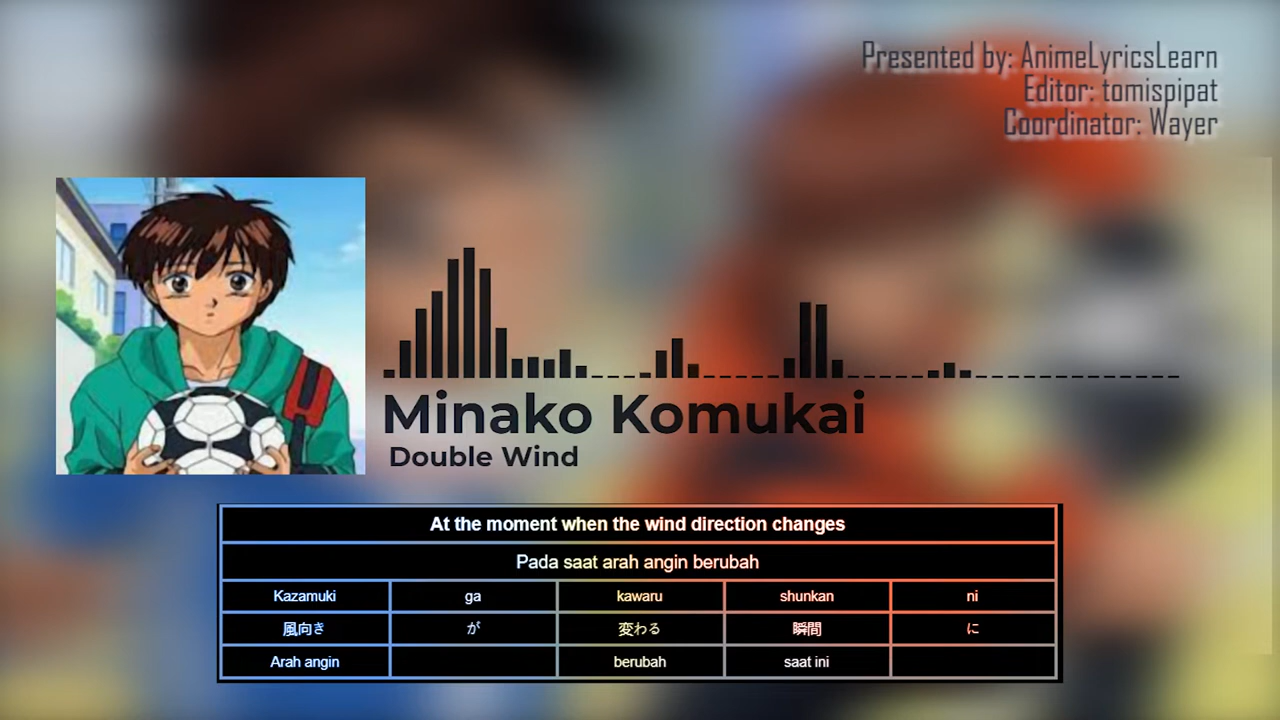 Presented by: AnimeLyricsLearn
Editor: tomispipat
Coordinator: Wayer
Minako Komukai
Double Wind
At the moment when the wind direction changes
Pada saat arah angin berubah
Kazamuki ga kawaru shunkan ni
風向き が 変わる 瞬間 に
Arah angin berubah saat ini